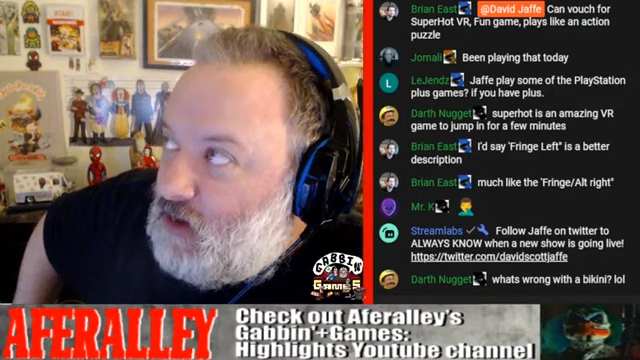 Brian East @David Jaffe Can vouch for
SuperHot VR, Fun game, plays like an action
puzzle
Jomali Been playing that today
L LeJendz Jaffe play some of the PlayStation
plus games? if you have plus.
Darth Nugget superhot is an amazing VR
game to jump in for a few minutes
Brian East I'd say 'Fringe Left" is a better
description
Brian East much like the 'Fringe/Alt right"
Mr. K
Streamlabs Follow Jaffe on twitter to
ALWAYS KNOW when a new show is going live!
https://twitter.com/davidscottjaffe
Darth Nugget whats wrong with a bikini? lol
GABBIN'
GAMES
AFERALLEY
Check out Aferalley's
Gabbin'+Games:
Highlights Youtube channel